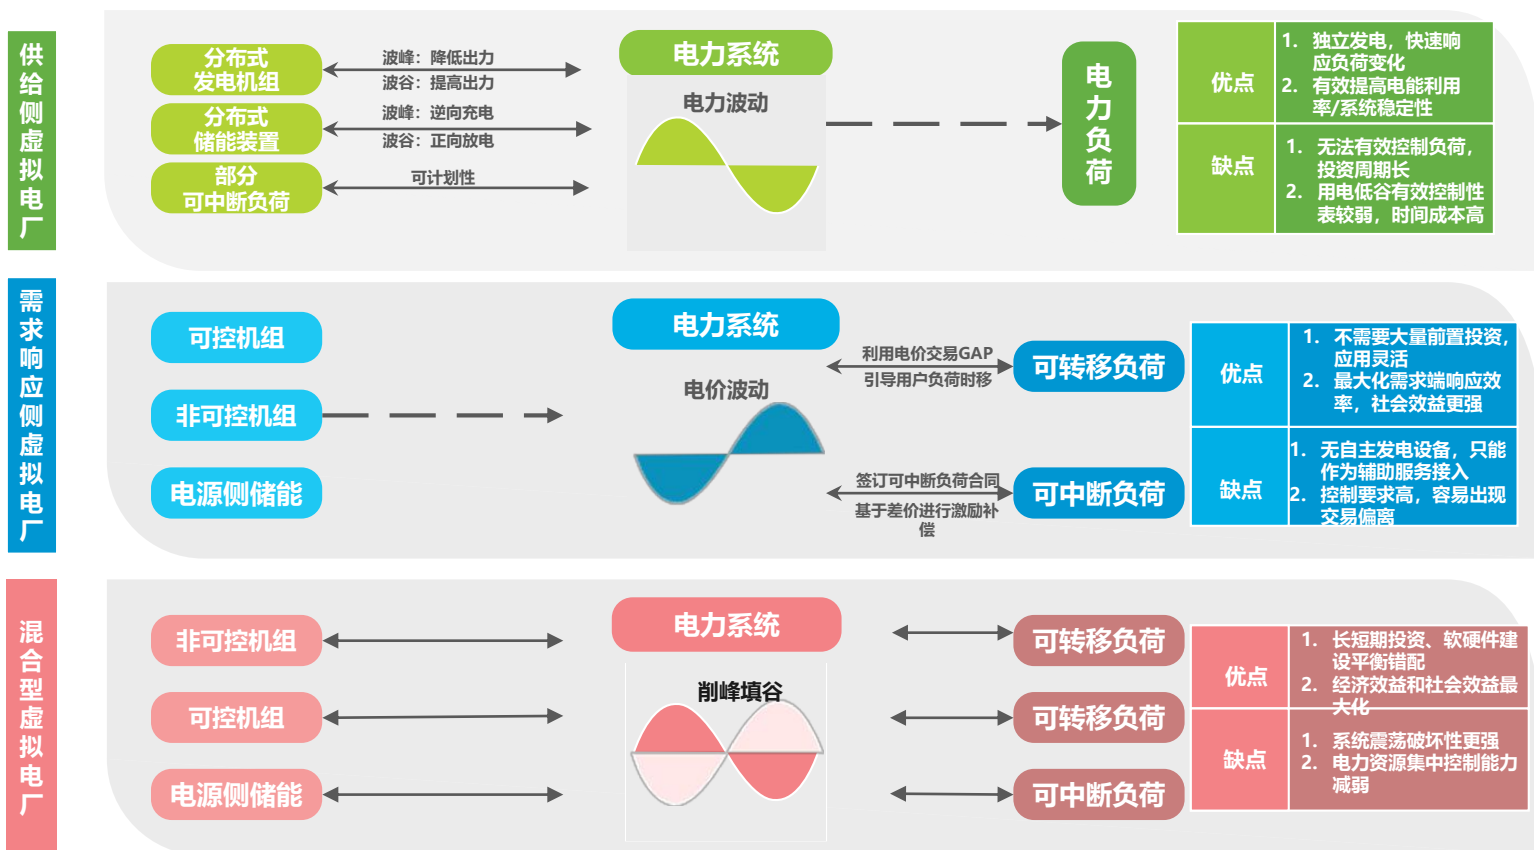 供给侧虚拟电厂
分布式
发电机组
波峰：降低出力
波谷：提高出力
分布式
储能装置
波峰：逆向充电
波谷：正向放电
部分
可中断负荷
可计划性
电力系统
电力波动
电力负荷
优点
1. 独立发电，快速响
应负荷变化
2. 有效提高电能利用
率/系统稳定性
缺点
1. 无法有效控制负荷，
投资周期长
2. 用电低谷有效控制性
表较弱，时间成本高
需求响应侧虚拟电厂
可控机组
非可控机组
电源侧储能
电力系统
电价波动
利用电价交易GAP
引导用户负荷时移
可转移负荷
签订可中断负荷合同
基于差价进行激励补
偿
可中断负荷
优点
1. 不需要大量前置投资，
应用灵活
2. 最大化需求端响应效
率，社会效益更强
缺点
1. 无自主发电设备，只能
作为辅助服务接入
2. 控制要求高，容易出现
交易偏离
混合型虚拟电厂
非可控机组
可控机组
电源侧储能
电力系统
削峰填谷
可转移负荷
可转移负荷
可中断负荷
优点
1. 长短期投资、软硬件建
设平衡错配
2. 经济效益和社会效益最
大化
缺点
1. 系统震荡破坏性更强
2. 电力资源集中控制能力
减弱